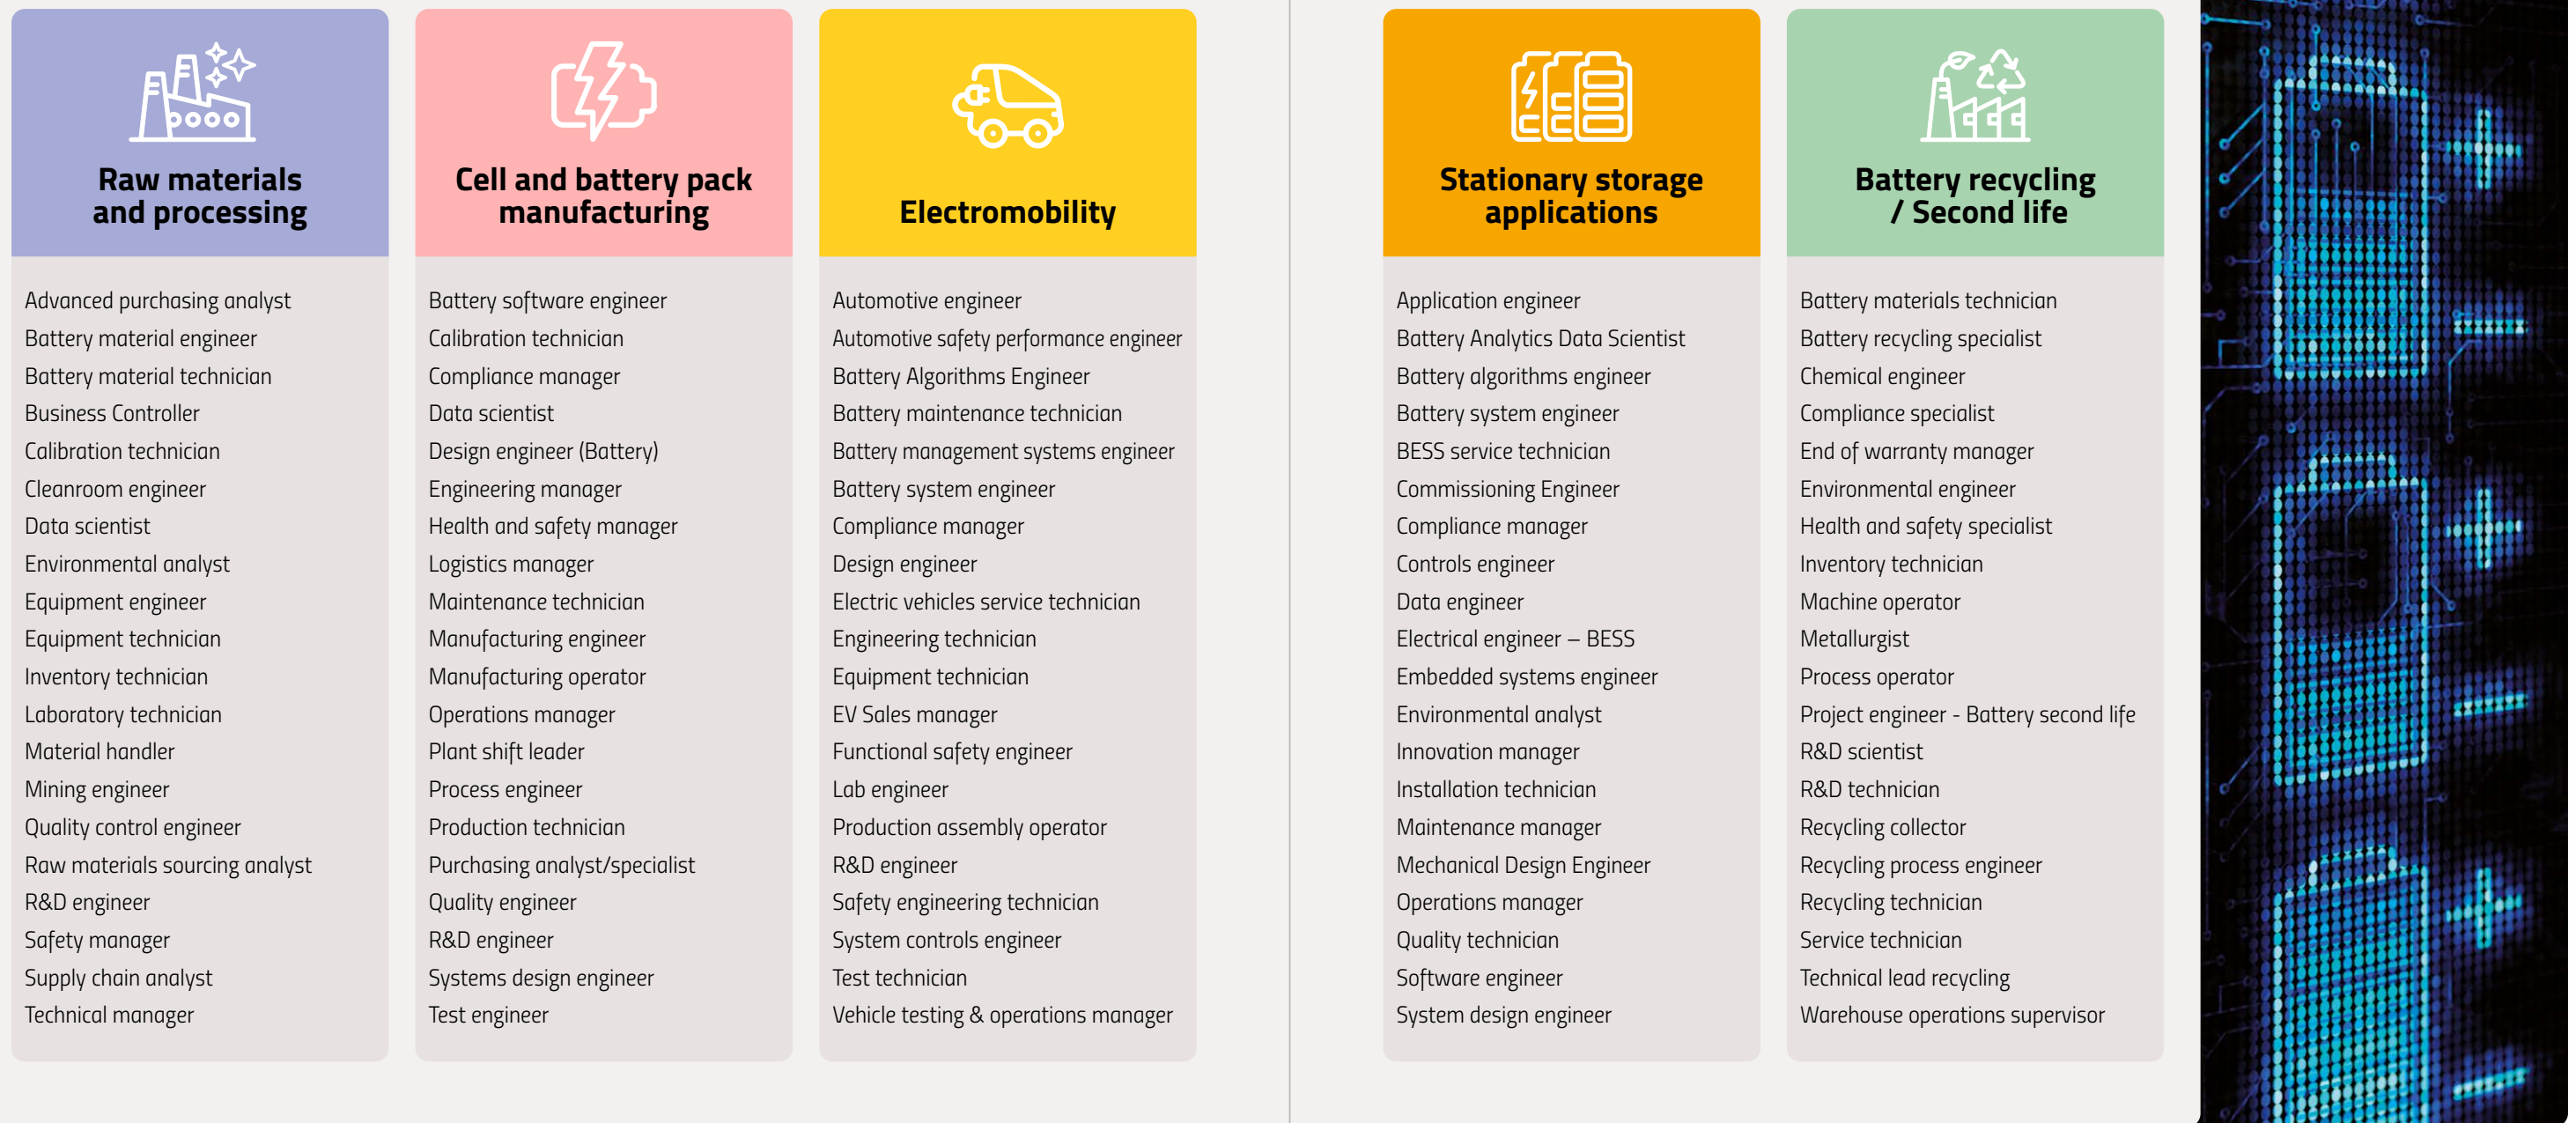 Raw materials
and processing
Advanced purchasing analyst
Battery material engineer
Battery material technician
Business Controller
Calibration technician
Cleanroom engineer
Data scientist
Environmental analyst
Equipment engineer
Equipment technician
Inventory technician
Laboratory technician
Material handler
Mining engineer
Quality control engineer
Raw materials sourcing analyst
R&D engineer
Safety manager
Supply chain analyst
Technical manager
Cell and battery pack
manufacturing
Battery software engineer
Calibration technician
Compliance manager
Data scientist
Design engineer (Battery)
Engineering manager
Health and safety manager
Logistics manager
Maintenance technician
Manufacturing engineer
Manufacturing operator
Operations manager
Plant shift leader
Process engineer
Production technician
Purchasing analyst/specialist
Quality engineer
R&D engineer
Systems design engineer
Test engineer
Electromobility
Automotive engineer
Automotive safety performance engineer
Battery Algorithms Engineer
Battery maintenance technician
Battery management systems engineer
Battery system engineer
Compliance manager
Design engineer
Electric vehicles service technician
Engineering technician
Equipment technician
EV Sales manager
Functional safety engineer
Lab engineer
Production assembly operator
R&D engineer
Safety engineering technician
System controls engineer
Test technician
Vehicle testing & operations manager
Stationary storage
applications
Application engineer
Battery Analytics Data Scientist
Battery algorithms engineer
Battery system engineer
BESS service technician
Commissioning Engineer
Compliance manager
Controls engineer
Data engineer
Electrical engineer – BESS
Embedded systems engineer
Environmental analyst
Innovation manager
Installation technician
Maintenance manager
Mechanical Design Engineer
Operations manager
Quality technician
Software engineer
System design engineer
Battery recycling
/ Second life
Battery materials technician
Battery recycling specialist
Chemical engineer
Compliance specialist
End of warranty manager
Environmental engineer
Health and safety specialist
Inventory technician
Machine operator
Metallurgist
Process operator
Project engineer - Battery second life
R&D scientist
R&D technician
Recycling collector
Recycling process engineer
Recycling technician
Service technician
Technical lead recycling
Warehouse operations supervisor